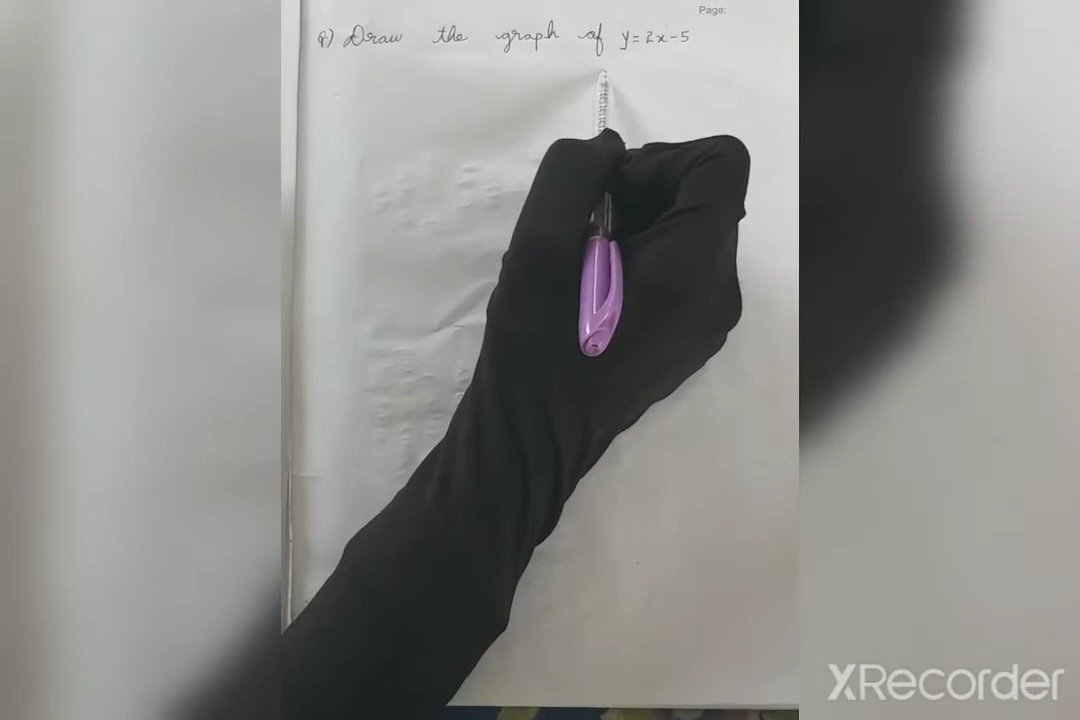 Page:
Q) Draw the graph of y = 2x - 5
XRecorder